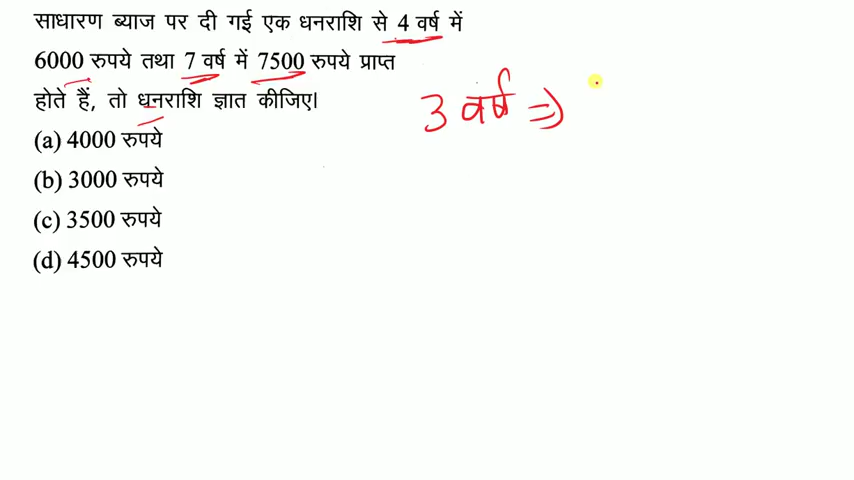 साधारण ब्याज पर दी गई एक धनराशि से 4 वर्ष में
6000 रुपये तथा 7 वर्ष में 7500 रुपये प्राप्त
होते हैं, तो धनराशि ज्ञात कीजिए।
3 वर्ष ⇒
(a) 4000 रुपये
(b) 3000 रुपये
(c) 3500 रुपये
(d) 4500 रुपये